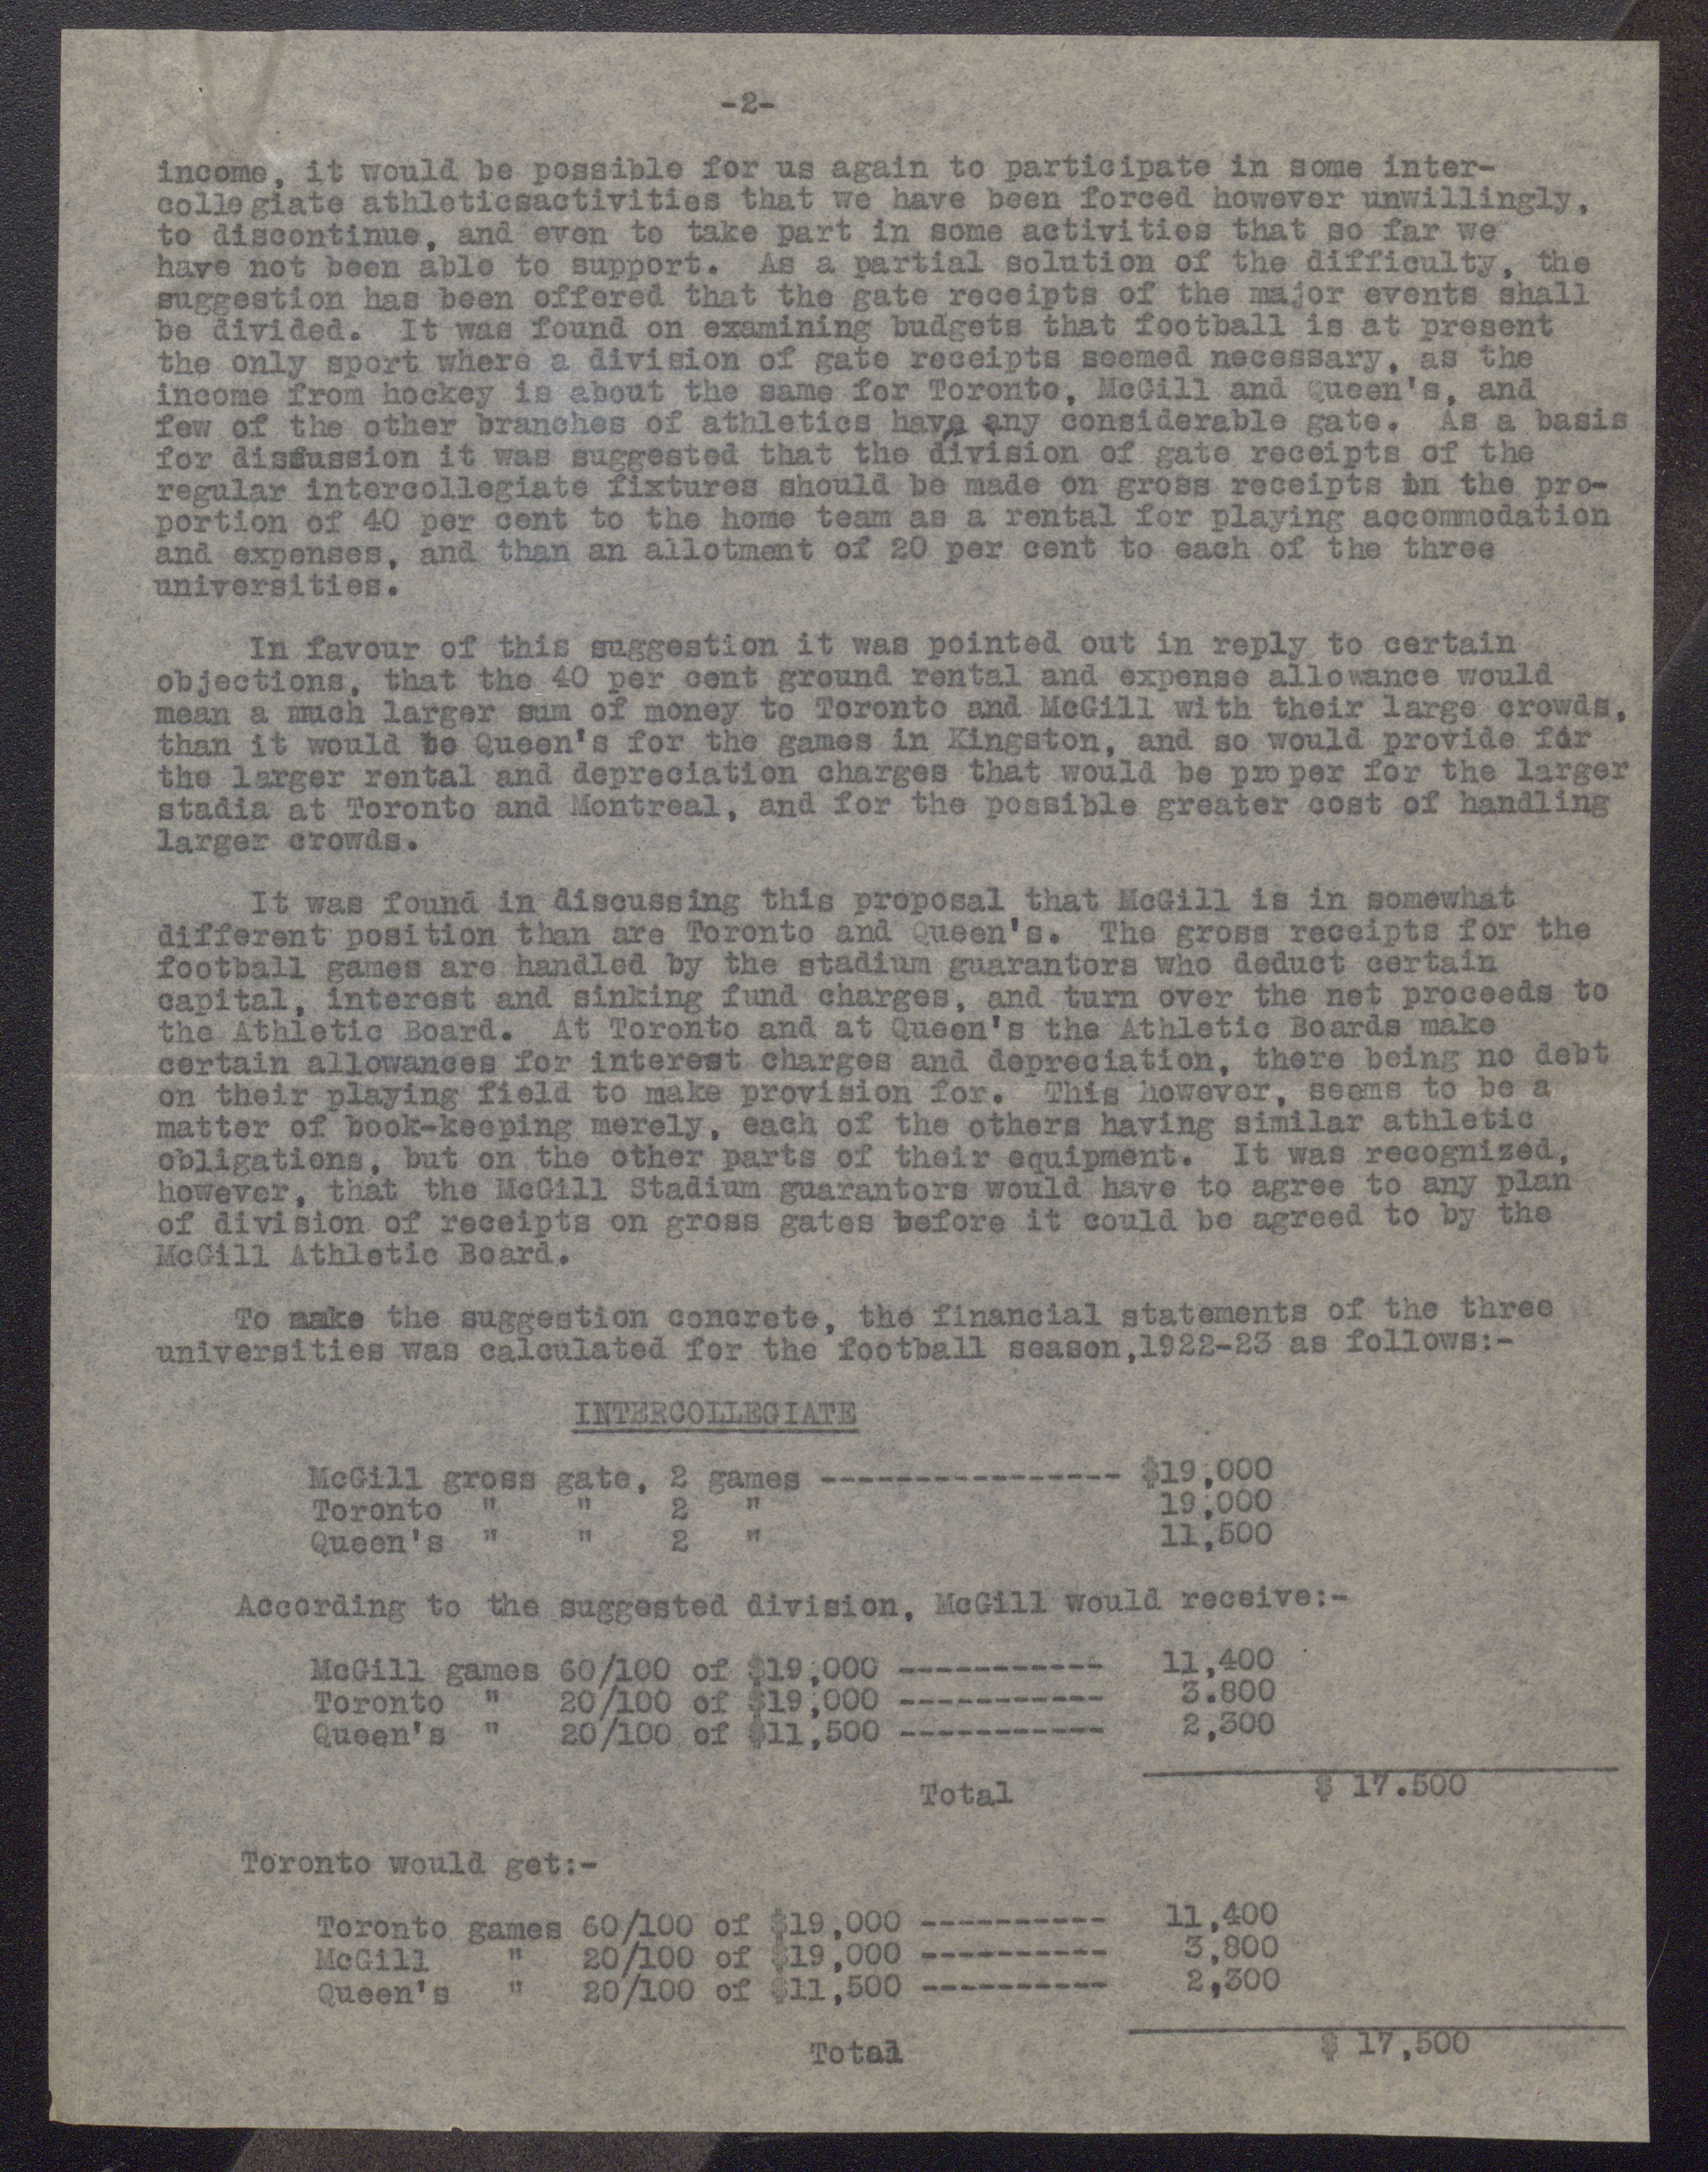 -2-
income, it would be possible for us again to participate in some inter-
collegiate athleticsactivities that we have been forced however unwillingly,
to discontinue, and even to take part in some activities that so far we
have not been able to support. As a partial solution of the difficulty, the
suggestion has been offered that the gate receipts of the major events shall
be divided. It was found on examining budgets that football is at present
the only sport where a division of gate receipts seemed necessary, as the
income from hockey is about the same for Toronto, McGill and Queen's, and
few of the other branches of athletics have any considerable gate. As a basis
for discussion it was suggested that the division of gate receipts of the
regular intercollegiate fixtures should be made on gross receipts in the pro-
portion of 40 per cent to the home team as a rental for playing accommodation
and expenses, and than an allotment of 20 per cent to each of the three
universities.
In favour of this suggestion it was pointed out in reply to certain
objections, that the 40 per cent ground rental and expense allowance would
mean a much larger sum of money to Toronto and McGill with their large crowds,
than it would be Queen's for the games in Kingston, and so would provide for
the larger rental and depreciation charges that would be proper for the larger
stadia at Toronto and Montreal, and for the possible greater cost of handling
larger crowds.
It was found in discussing this proposal that McGill is in somewhat
different position than are Toronto and Queen's. The gross receipts for the
football games are handled by the stadium guarantors who deduct certain
capital, interest and sinking fund charges, and turn over the net proceeds to
the Athletic Board. At Toronto and at Queen's the Athletic Boards make
certain allowances for interest charges and depreciation, there being no debt
on their playing field to make provision for. This however, seems to be a
matter of book-keeping merely, each of the others having similar athletic
obligations, but on the other parts of their equipment. It was recognized,
however, that the McGill Stadium guarantors would have to agree to any plan
of division of receipts on gross gates before it could be agreed to by the
McGill Athletic Board.
To make the suggestion concrete, the financial statements of the three
universities was calculated for the football season,1922-23 as follows:-
INTERCOLLEGIATE
McGill gross gate, 2 games ---------------- $19,000
Toronto " " 2 " 19,000
Queen's " " 2 " 11,500
According to the suggested division, McGill would receive:-
McGill games 60/100 of $19,000 ----------- 11,400
Toronto " 20/100 of $19,000 ----------- 3.800
Queen's " 20/100 of $11,500 ----------- 2,300
Total $ 17.500
Toronto would get:-
Toronto games 60/100 of $19,000 ---------- 11,400
McGill " 20/100 of $19,000 ---------- 3,800
Queen's " 20/100 of $11,500 ---------- 2,300
Total $ 17,500